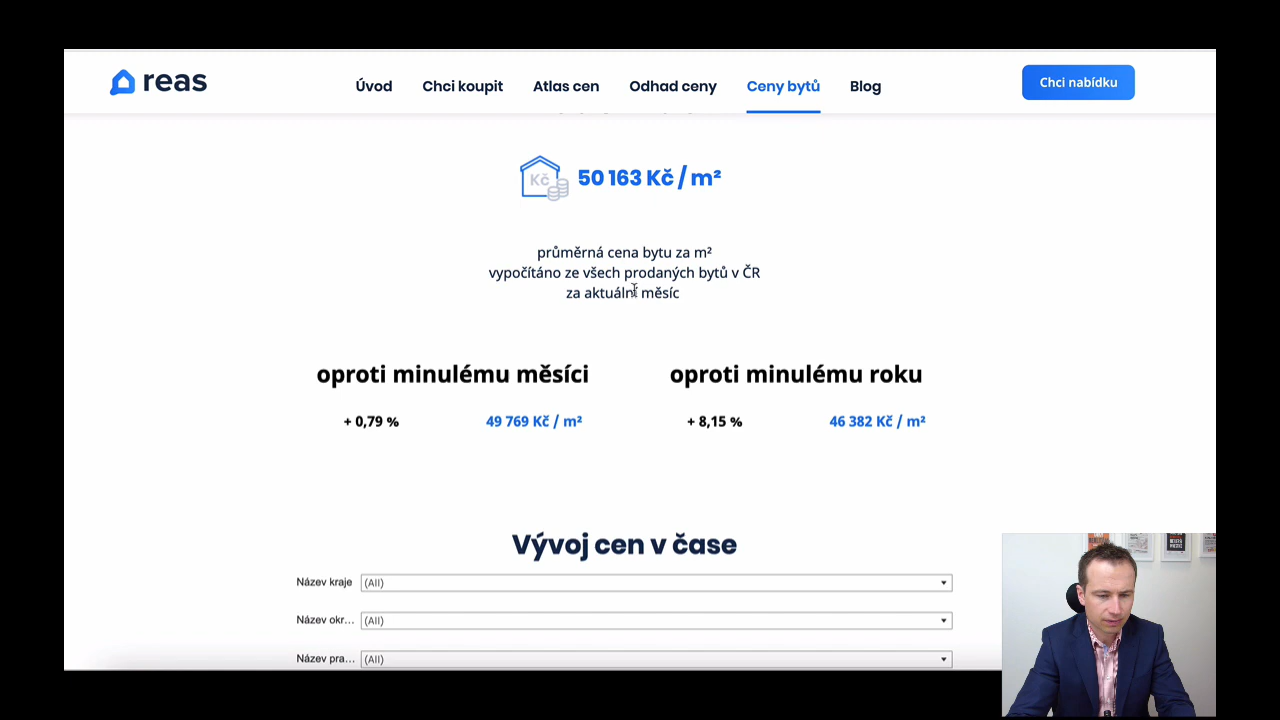 reas
Úvod
Chci koupit
Atlas cen
Odhad ceny
Ceny bytů
Blog
Chci nabídku
Kč
50 163 Kč / m²
průměrná cena bytu za m²
vypočítáno ze všech prodaných bytů v ČR
za aktuální měsíc
oproti minulému měsíci
oproti minulému roku
+ 0,79 %
49 769 Kč / m²
+ 8,15 %
46 382 Kč / m²
Vývoj cen v čase
Název kraje
(All)
Název okr...
(All)
Název pra...
(All)